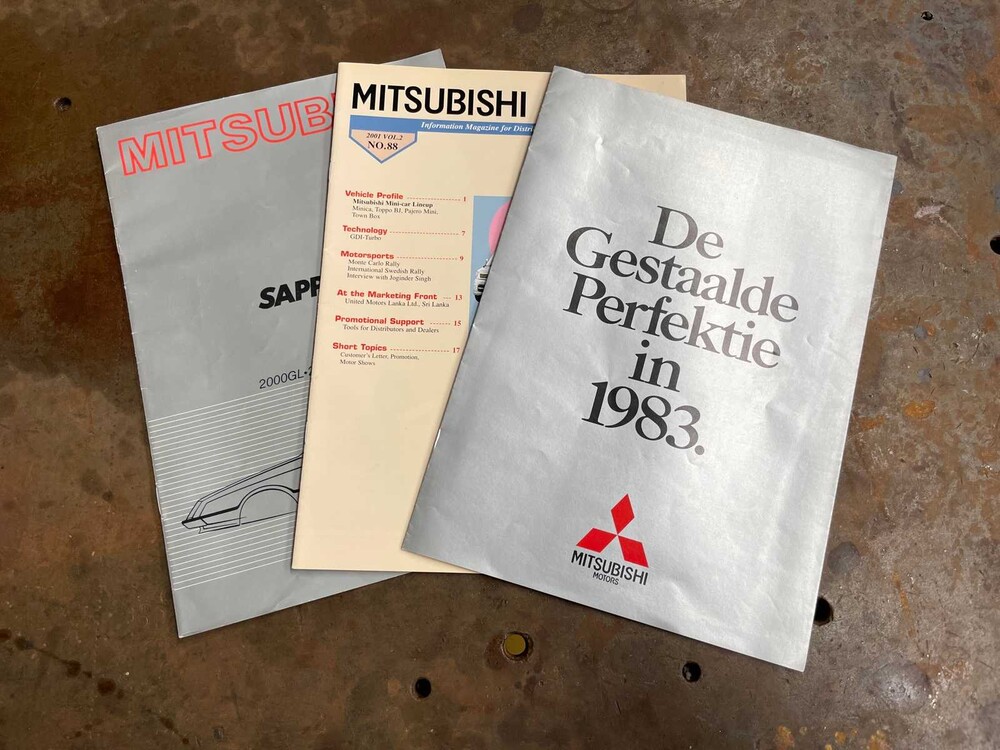 MITSUB
SAPP
2000GL•2
MITSUBISHI
Information Magazine for Distri
2001 VOL.2
NO.88
Vehicle Profile 1
Mitsubishi Mini-car Lineup
Minica, Toppo BJ, Pajero Mini,
Town Box
Technology 7
GDI-Turbo
Motorsports 9
Monte Carlo Rally
International Swedish Rally
Interview with Joginder Singh
At the Marketing Front 13
United Motors Lanka Ltd., Sri Lanka
Promotional Support 15
Tools for Distributors and Dealers
Short Topics 17
Customer's Letter, Promotion,
Motor Shows
De
Gestaalde
Perfektie
in
1983.
MITSUBISHI
MOTORS